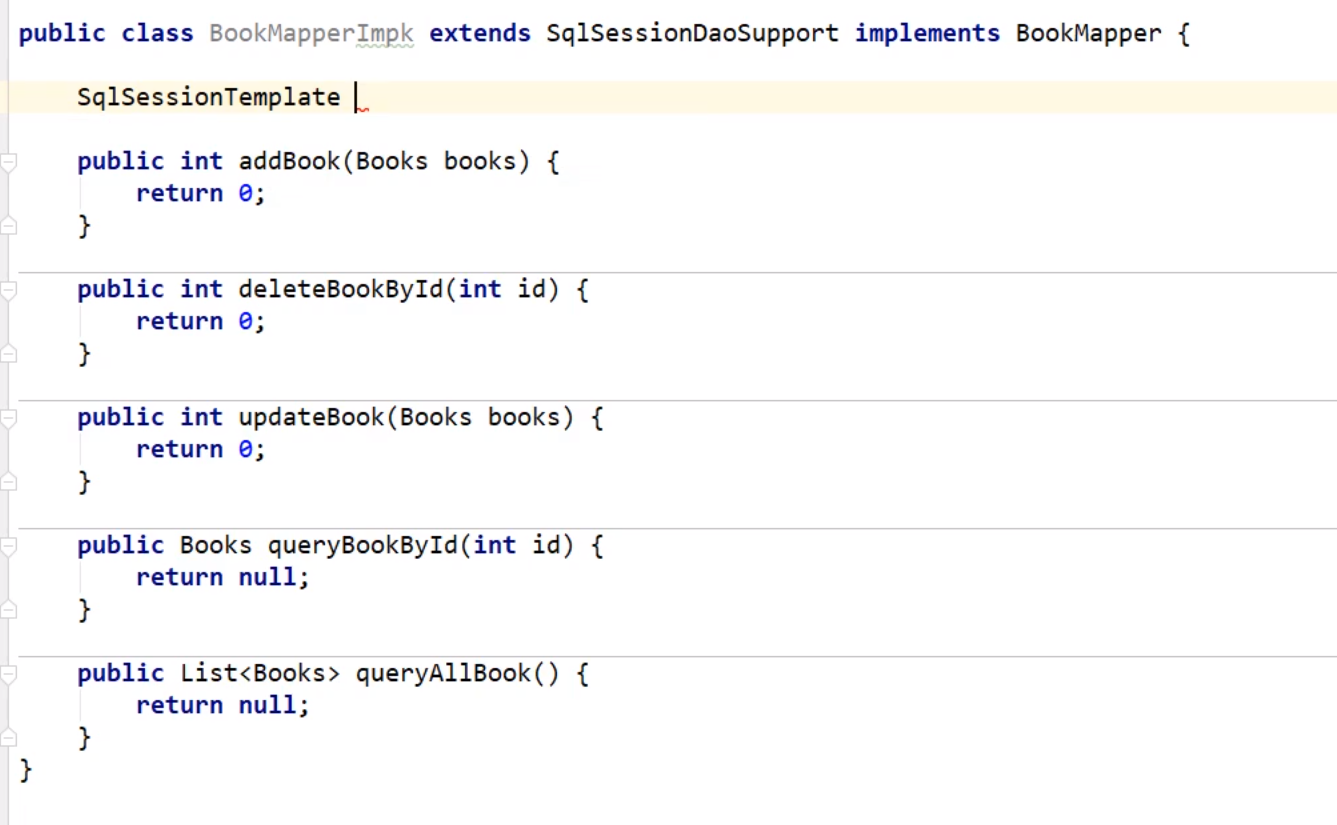 public class BookMapperImpk extends SqlSessionDaoSupport implements BookMapper {
SqlSessionTemplate
public int addBook(Books books) {
return 0;
}
public int deleteBookById(int id) {
return 0;
}
public int updateBook(Books books) {
return 0;
}
public Books queryBookById(int id) {
return null;
}
public List<Books> queryAllBook() {
return null;
}
}